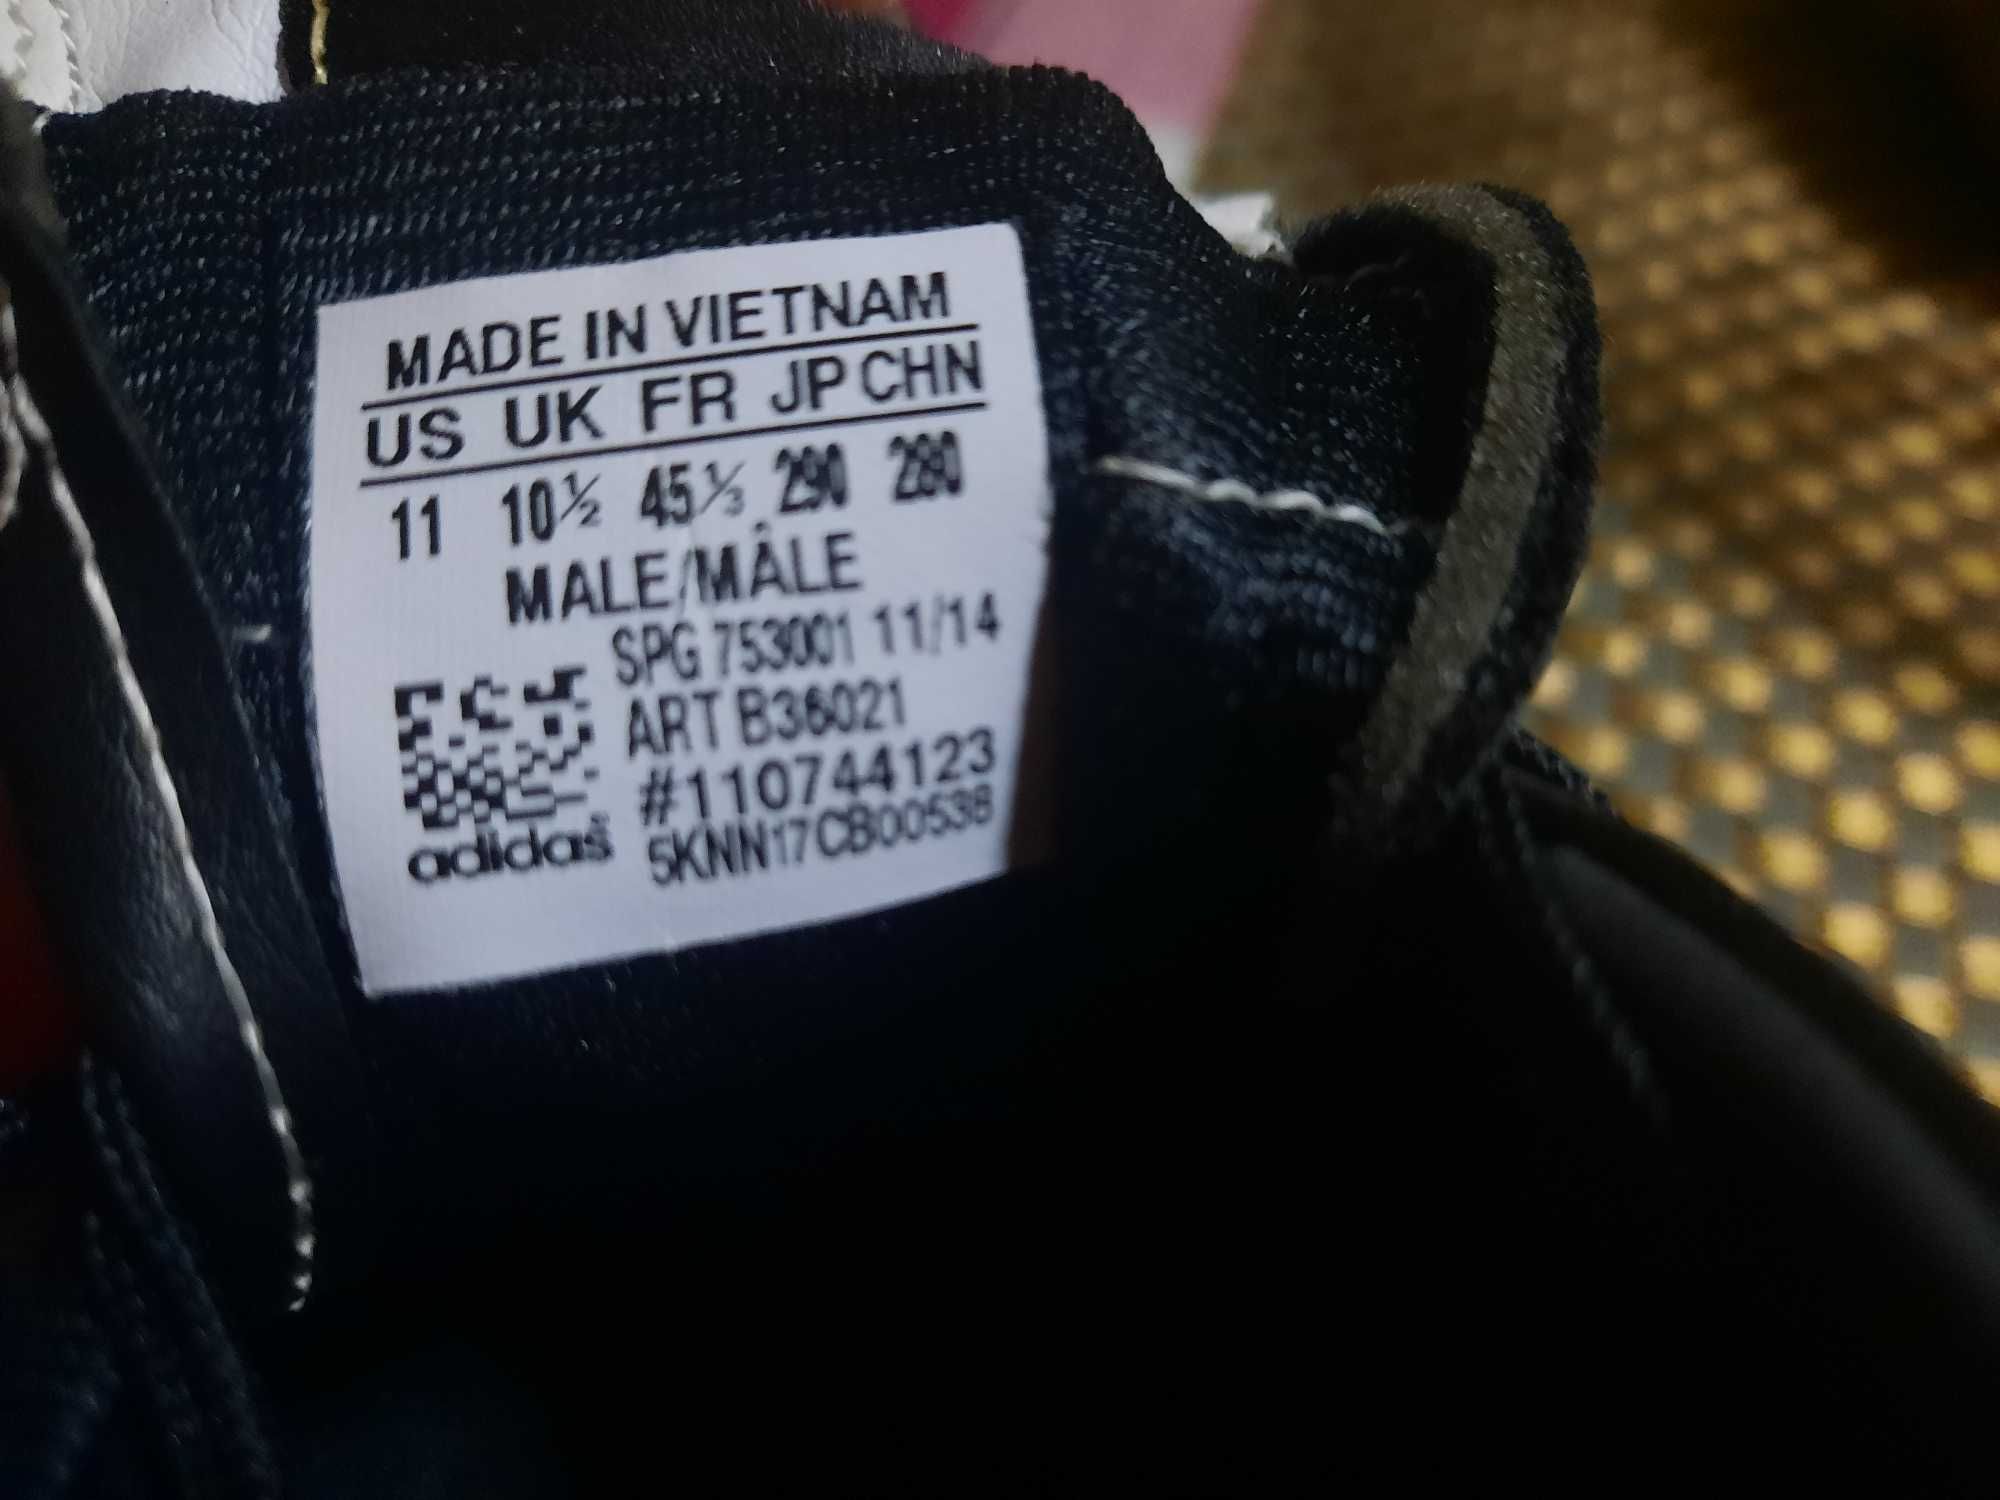 MADE IN VIETNAM
US UK FR JP CHN
11 10½ 45⅓ 290 280
MALE/MÂLE
SPG 753001 11/14
ART B36021
#110744123
adidas 5KNN17CB00538